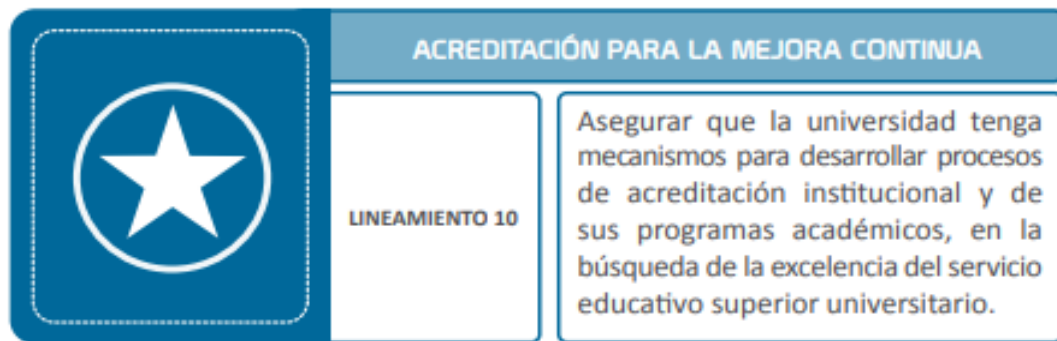 ACREDITACIÓN PARA LA MEJORA CONTINUA
LINEAMIENTO 10
Asegurar que la universidad tenga
mecanismos para desarrollar procesos
de acreditación institucional y de
sus programas académicos, en la
búsqueda de la excelencia del servicio
educativo superior universitario.